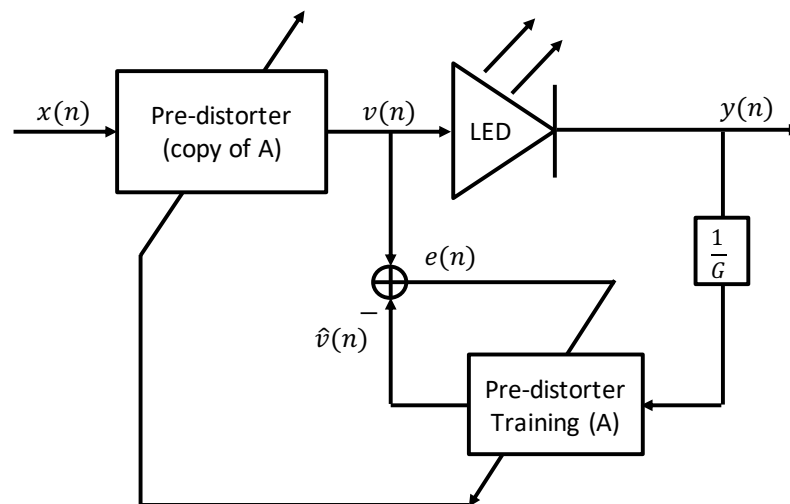 x(n)
Pre-distorter
(copy of A)
v(n)
LED
y(n)
1
G
e(n)
−
v̂(n)
Pre-distorter
Training (A)